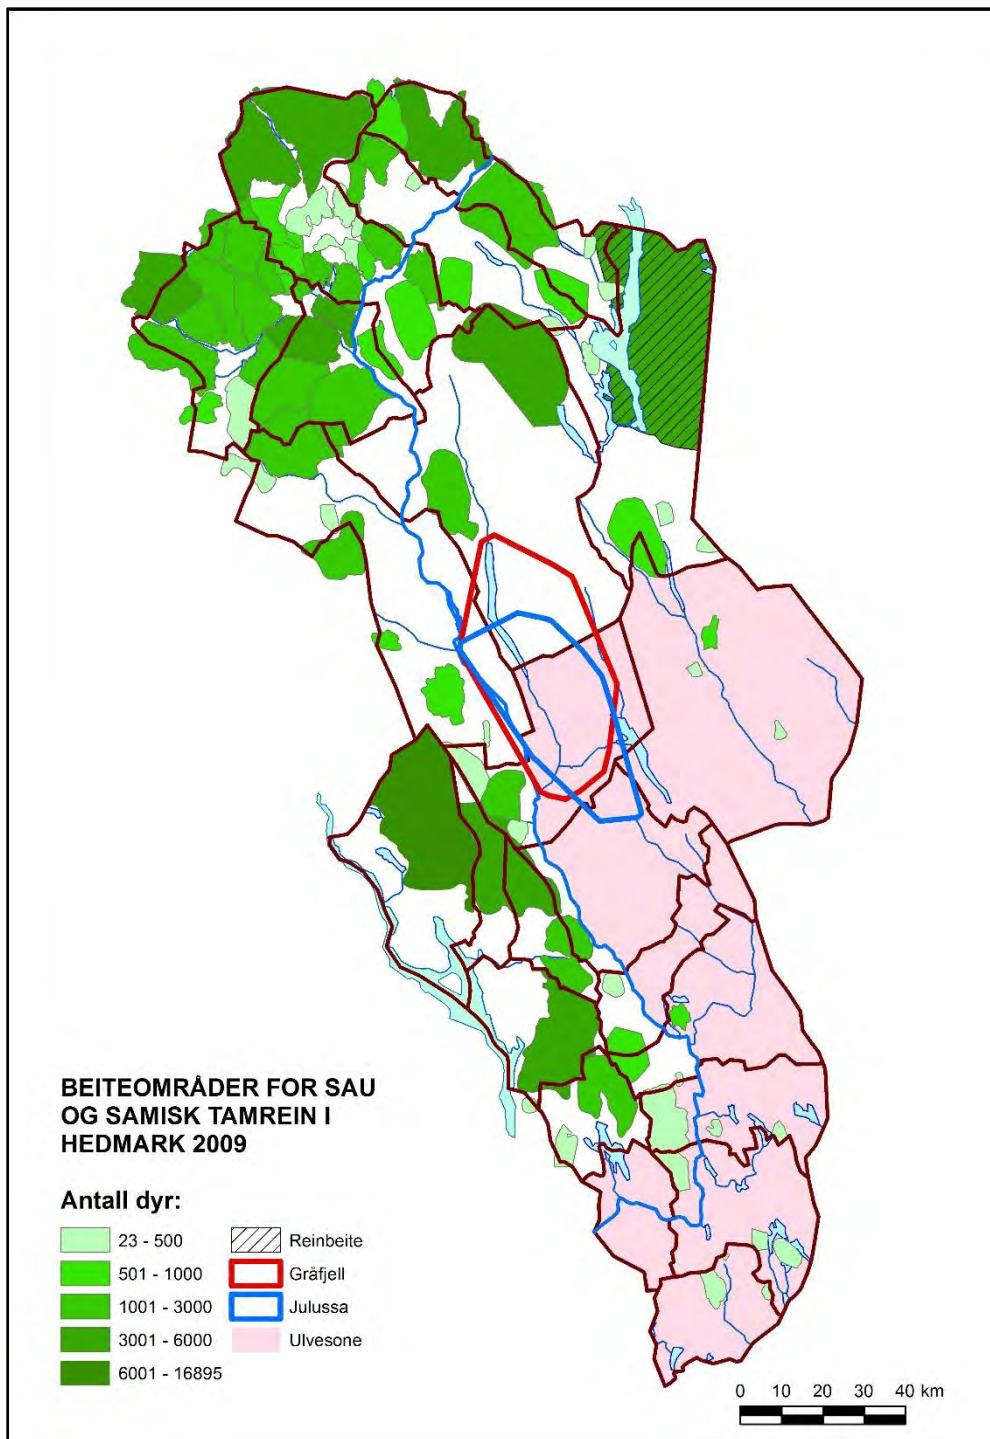 BEITEOMRÅDER FOR SAU
OG SAMISK TAMREIN I
HEDMARK 2009
Antall dyr:
23 - 500
501 - 1000
1001 - 3000
3001 - 6000
6001 - 16895
Reinbeite
Gråfjell
Julussa
Ulvesone
0 10 20 30 40 km